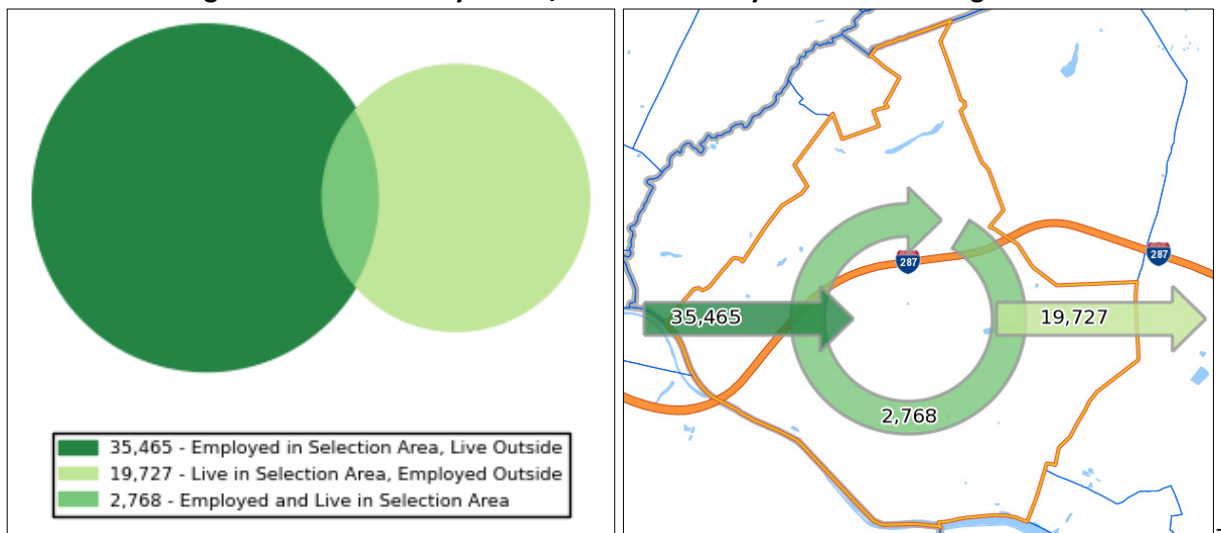 35,465 - Employed in Selection Area, Live Outside
19,727 - Live in Selection Area, Employed Outside
2,768 - Employed and Live in Selection Area
287
287
35,465
19,727
2,768